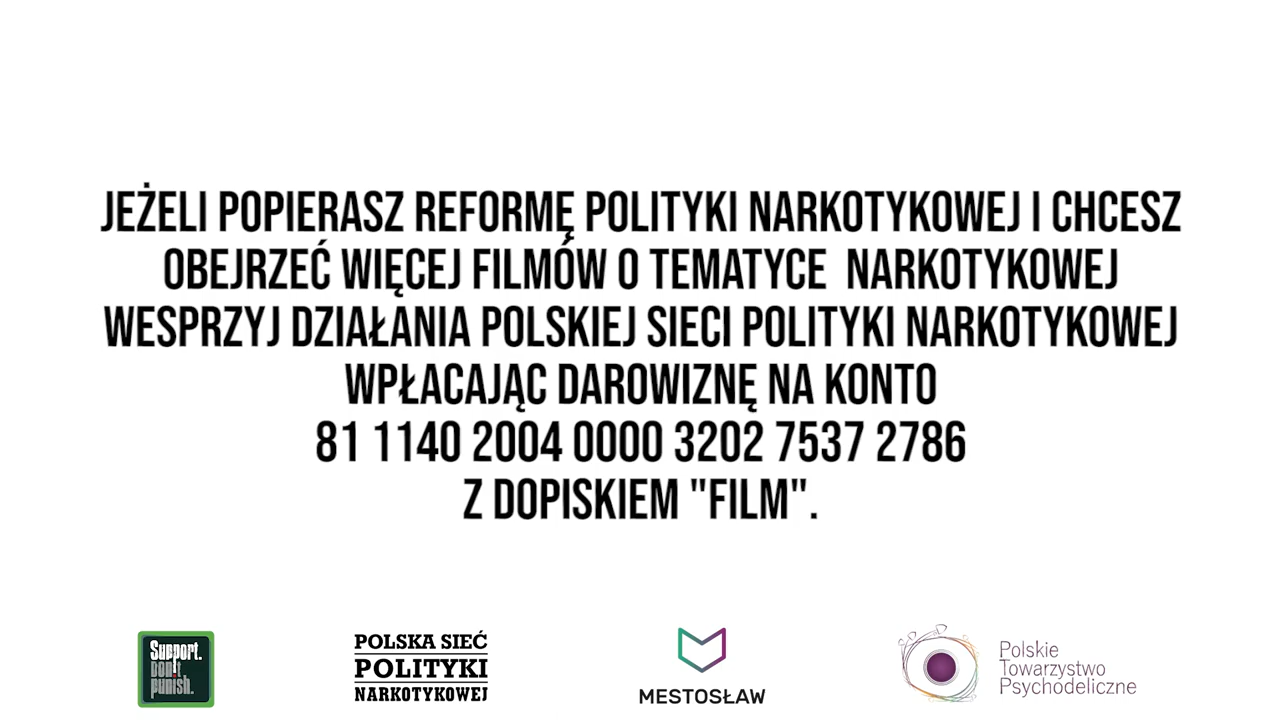 JEŻELI POPIERASZ REFORMĘ POLITYKI NARKOTYKOWEJ I CHCESZ
OBEJRZEĆ WIĘCEJ FILMÓW O TEMATYCE NARKOTYKOWEJ
WESPRZYJ DZIAŁANIA POLSKIEJ SIECI POLITYKI NARKOTYKOWEJ
WPŁACAJĄC DAROWIZNĘ NA KONTO
81 1140 2004 0000 3202 7537 2786
Z DOPISKIEM "FILM".
Support.
Don't
punish.
POLSKA SIEĆ
POLITYKI
NARKOTYKOWEJ
MESTOSŁAW
Polskie
Towarzystwo
Psychodeliczne